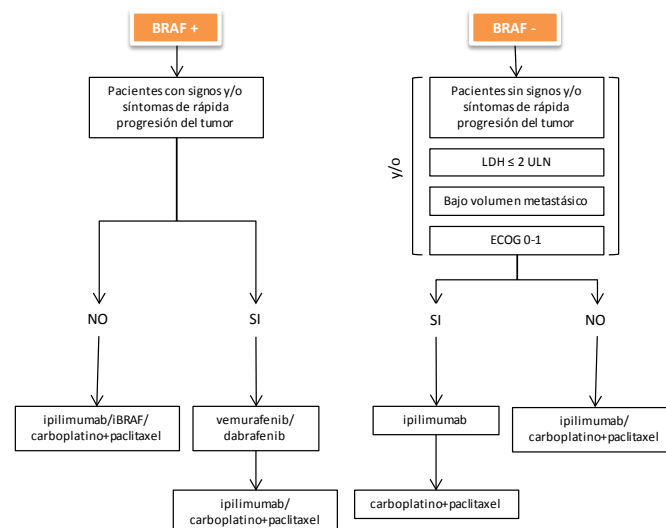 BRAF +
Pacientes con signos y/o
síntomas de rápida
progresión del tumor
NO
SI
ipilimumab/iBRAF/
carboplatino+paclitaxel
vemurafenib/
dabrafenib
ipilimumab/
carboplatino+paclitaxel
BRAF -
y/o
Pacientes sin signos y/o
síntomas de rápida
progresión del tumor
LDH ≤ 2 ULN
Bajo volumen metastásico
ECOG 0-1
SI
NO
ipilimumab
ipilimumab/
carboplatino+paclitaxel
carboplatino+paclitaxel